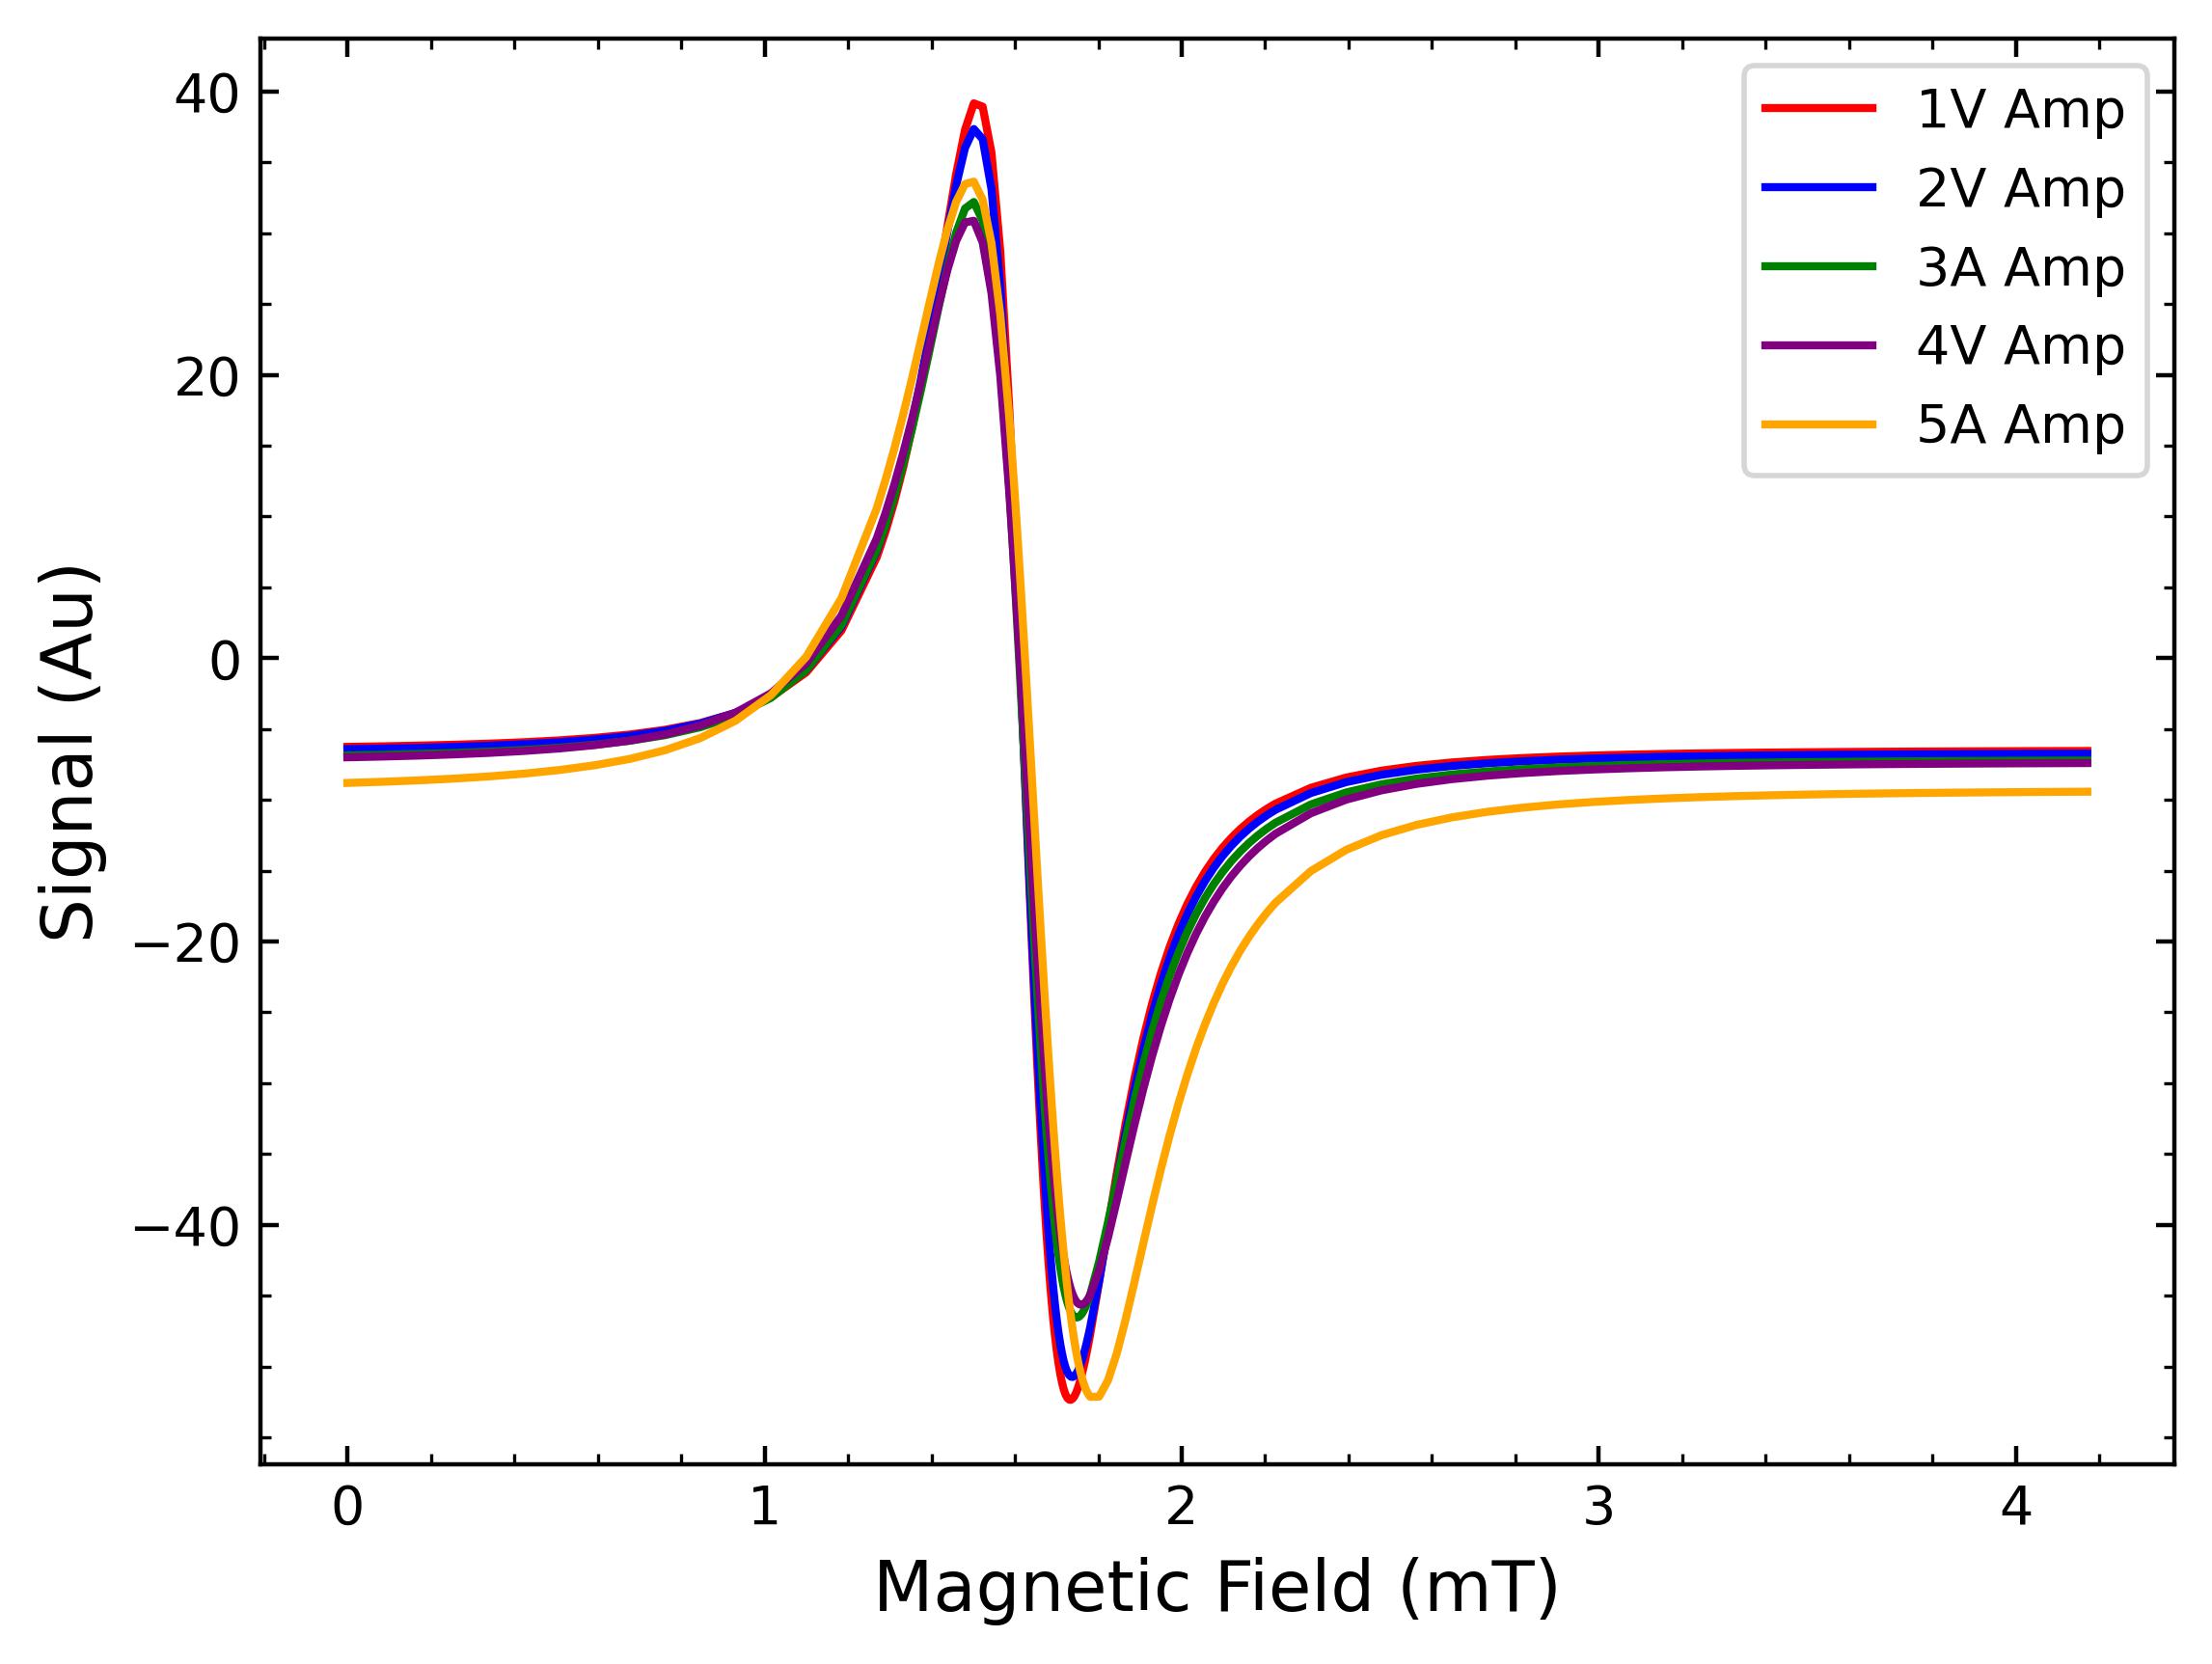 40
20
0
−20
−40
Signal (Au)
1V Amp
2V Amp
3A Amp
4V Amp
5A Amp
0 1 2 3 4
Magnetic Field (mT)